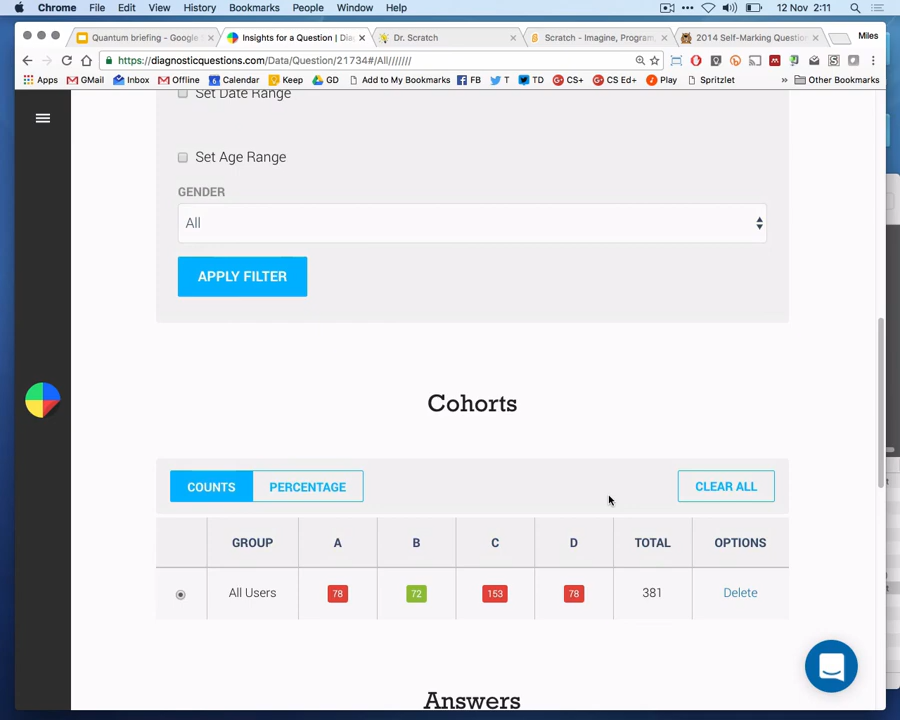 Chrome File Edit View History Bookmarks People Window Help 12 Nov 2:11
Quantum briefing - Google Insights for a Question | Dia Dr. Scratch Scratch - Imagine, Program, 2014 Self-Marking Question Miles
https://diagnosticquestions.com/Data/Question/21734#/All//////
Apps GMail Inbox Offline Calendar Keep GD Add to My Bookmarks FB T TD CS+ CS Ed+ Play Spritzlet » Other Bookmarks
Set Date Range
Set Age Range
GENDER
All
APPLY FILTER
Cohorts
COUNTS PERCENTAGE CLEAR ALL
GROUP A B C D TOTAL OPTIONS
All Users 78 72 153 78 381 Delete
Answers